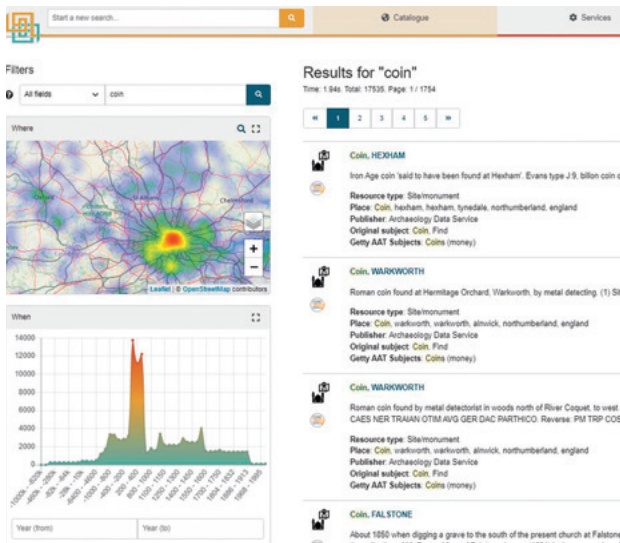 Start a new search...
Catalogue
Services
Filters
All fields
coin
Where
Oxford
St Albans
Chelmsford
+
−
Leaflet | © OpenStreetMap contributors
When
14000
12000
10000
8000
6000
4000
2000
0
Year (from)
Year (to)
Results for "coin"
Time: 1.94s. Total: 17535. Page: 1 / 1754
« 1 2 3 4 5 »
Coin, HEXHAM
Iron Age coin 'said to have been found at Hexham'. Evans type J 9, billon coin
Resource type: Site/monument
Place: Coin, hexham, hexham, tynedale, northumberland, england
Publisher: Archaeology Data Service
Original subject: Coin, Find
Getty AAT Subjects: Coins (money)
Coin, WARKWORTH
Roman coin found at Hermitage Orchard, Warkworth, by metal detecting. (1)
Resource type: Site/monument
Place: Coin, warkworth, warkworth, alnwick, northumberland, england
Publisher: Archaeology Data Service
Original subject: Coin, Find
Getty AAT Subjects: Coins (money)
Coin, WARKWORTH
Roman coin found by metal detectorist in woods north of River Coquet, to west
CAES NER TRAIAN OTIM AVG GER DAC PARTHICO. Reverse: PM TRP COS
Resource type: Site/monument
Place: Coin, warkworth, warkworth, alnwick, northumberland, england
Publisher: Archaeology Data Service
Original subject: Coin, Find
Getty AAT Subjects: Coins (money)
Coin, FALSTONE
About 1850 when digging a grave to the south of the present church at Falstone